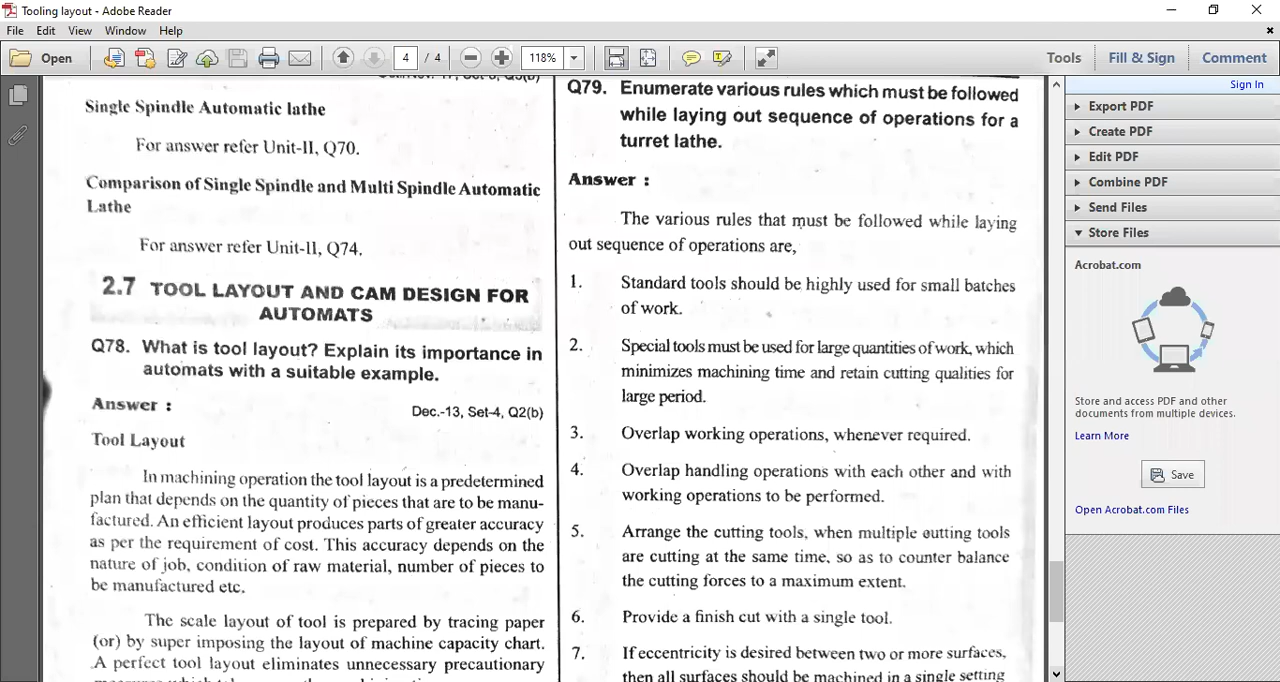 Tooling layout - Adobe Reader
File Edit View Window Help
Open 4 / 4 118% Tools Fill & Sign Comment
Sign In
Export PDF
Create PDF
Edit PDF
Combine PDF
Send Files
Store Files
Acrobat.com
Store and access PDF and other
documents from multiple devices.
Learn More
Save
Open Acrobat.com Files
Single Spindle Automatic lathe
For answer refer Unit-II, Q70.
Comparison of Single Spindle and Multi Spindle Automatic
Lathe
For answer refer Unit-II, Q74.
2.7 TOOL LAYOUT AND CAM DESIGN FOR
AUTOMATS
Q78. What is tool layout? Explain its importance in
automats with a suitable example.
Answer :
Dec.-13, Set-4, Q2(b)
Tool Layout
In machining operation the tool layout is a predetermined
plan that depends on the quantity of pieces that are to be manu-
factured. An efficient layout produces parts of greater accuracy
as per the requirement of cost. This accuracy depends on the
nature of job, condition of raw material, number of pieces to
be manufactured etc.
The scale layout of tool is prepared by tracing paper
(or) by super imposing the layout of machine capacity chart.
A perfect tool layout eliminates unnecessary precautionary
Q79. Enumerate various rules which must be followed
while laying out sequence of operations for a
turret lathe.
Answer :
The various rules that must be followed while laying
out sequence of operations are,
1. Standard tools should be highly used for small batches
of work.
2. Special tools must be used for large quantities of work, which
minimizes machining time and retain cutting qualities for
large period.
3. Overlap working operations, whenever required.
4. Overlap handling operations with each other and with
working operations to be performed.
5. Arrange the cutting tools, when multiple cutting tools
are cutting at the same time, so as to counter balance
the cutting forces to a maximum extent.
6. Provide a finish cut with a single tool.
7. If eccentricity is desired between two or more surfaces,
then all surfaces should be machined in a single setting